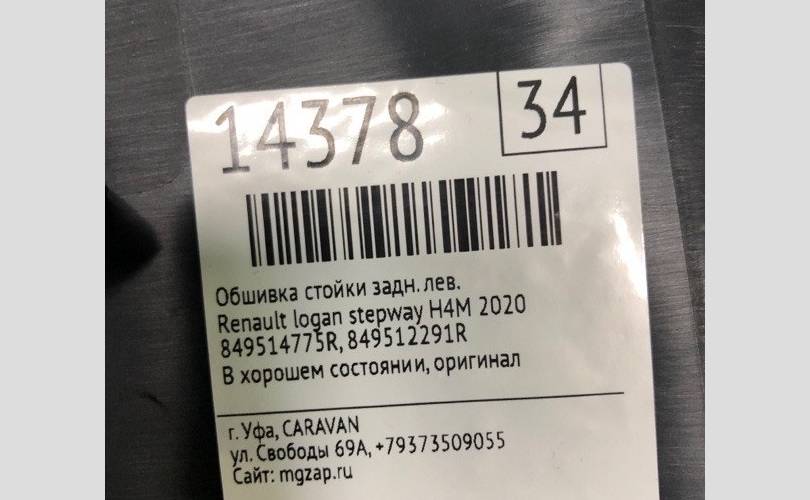 14378
34
Обшивка стойки задн. лев.
Renault logan stepway H4M 2020
849514775R, 849512291R
В хорошем состоянии, оригинал
г. Уфа, CARAVAN
ул. Свободы 69А, +79373509055
Сайт: mgzap.ru